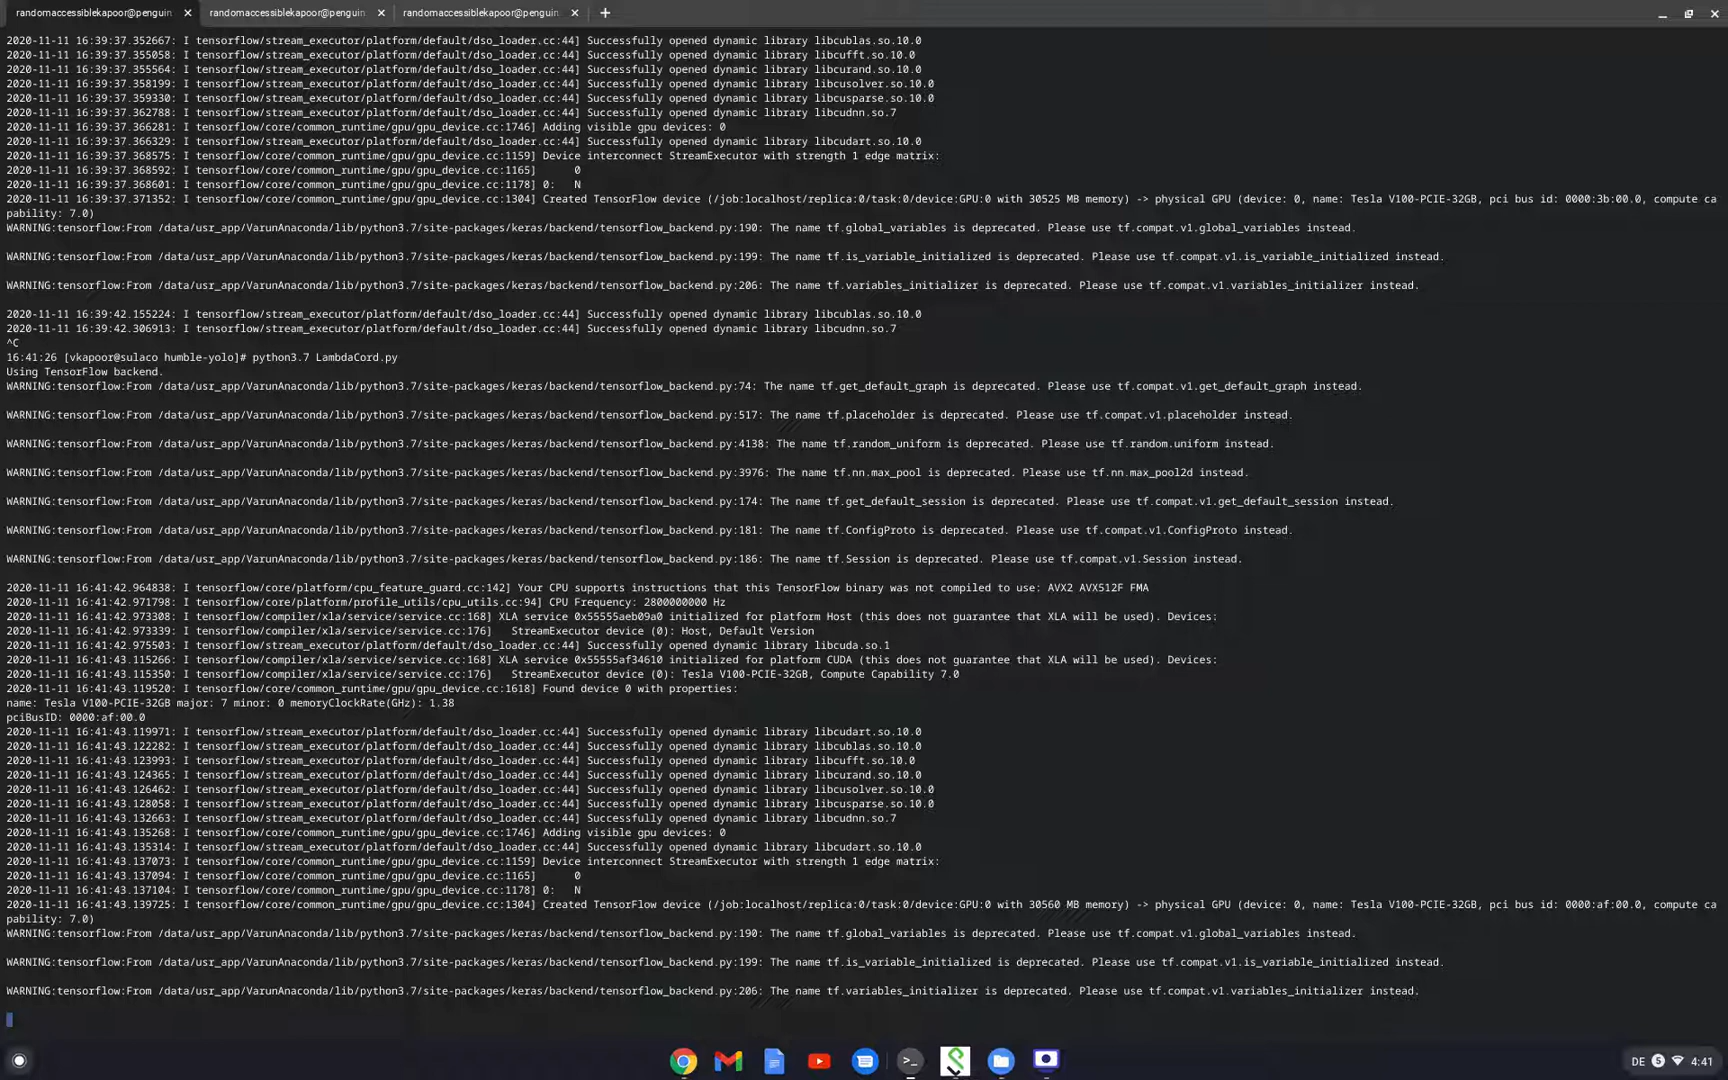 randomaccessiblekapoor@penguin × randomaccessiblekapoor@penguin × randomaccessiblekapoor@penguin × +
2020-11-11 16:39:37.352667: I tensorflow/stream_executor/platform/default/dso_loader.cc:44] Successfully opened dynamic library libcublas.so.10.0
2020-11-11 16:39:37.355058: I tensorflow/stream_executor/platform/default/dso_loader.cc:44] Successfully opened dynamic library libcufft.so.10.0
2020-11-11 16:39:37.355564: I tensorflow/stream_executor/platform/default/dso_loader.cc:44] Successfully opened dynamic library libcurand.so.10.0
2020-11-11 16:39:37.358199: I tensorflow/stream_executor/platform/default/dso_loader.cc:44] Successfully opened dynamic library libcusolver.so.10.0
2020-11-11 16:39:37.359330: I tensorflow/stream_executor/platform/default/dso_loader.cc:44] Successfully opened dynamic library libcusparse.so.10.0
2020-11-11 16:39:37.362788: I tensorflow/stream_executor/platform/default/dso_loader.cc:44] Successfully opened dynamic library libcudnn.so.7
2020-11-11 16:39:37.366281: I tensorflow/core/common_runtime/gpu/gpu_device.cc:1746] Adding visible gpu devices: 0
2020-11-11 16:39:37.366329: I tensorflow/stream_executor/platform/default/dso_loader.cc:44] Successfully opened dynamic library libcudart.so.10.0
2020-11-11 16:39:37.368575: I tensorflow/core/common_runtime/gpu/gpu_device.cc:1159] Device interconnect StreamExecutor with strength 1 edge matrix:
2020-11-11 16:39:37.368592: I tensorflow/core/common_runtime/gpu/gpu_device.cc:1165]      0
2020-11-11 16:39:37.368601: I tensorflow/core/common_runtime/gpu/gpu_device.cc:1178] 0:   N
2020-11-11 16:39:37.371352: I tensorflow/core/common_runtime/gpu/gpu_device.cc:1304] Created TensorFlow device (/job:localhost/replica:0/task:0/device:GPU:0 with 30525 MB memory) -> physical GPU (device: 0, name: Tesla V100-PCIE-32GB, pci bus id: 0000:3b:00.0, compute ca
pability: 7.0)
WARNING:tensorflow:From /data/usr_app/VarunAnaconda/lib/python3.7/site-packages/keras/backend/tensorflow_backend.py:190: The name tf.global_variables is deprecated. Please use tf.compat.v1.global_variables instead.
WARNING:tensorflow:From /data/usr_app/VarunAnaconda/lib/python3.7/site-packages/keras/backend/tensorflow_backend.py:199: The name tf.is_variable_initialized is deprecated. Please use tf.compat.v1.is_variable_initialized instead.
WARNING:tensorflow:From /data/usr_app/VarunAnaconda/lib/python3.7/site-packages/keras/backend/tensorflow_backend.py:206: The name tf.variables_initializer is deprecated. Please use tf.compat.v1.variables_initializer instead.
2020-11-11 16:39:42.155224: I tensorflow/stream_executor/platform/default/dso_loader.cc:44] Successfully opened dynamic library libcublas.so.10.0
2020-11-11 16:39:42.306913: I tensorflow/stream_executor/platform/default/dso_loader.cc:44] Successfully opened dynamic library libcudnn.so.7
^C
16:41:26 [vkapoor@sulaco humble-yolo]# python3.7 LambdaCord.py
Using TensorFlow backend.
WARNING:tensorflow:From /data/usr_app/VarunAnaconda/lib/python3.7/site-packages/keras/backend/tensorflow_backend.py:74: The name tf.get_default_graph is deprecated. Please use tf.compat.v1.get_default_graph instead.
WARNING:tensorflow:From /data/usr_app/VarunAnaconda/lib/python3.7/site-packages/keras/backend/tensorflow_backend.py:517: The name tf.placeholder is deprecated. Please use tf.compat.v1.placeholder instead.
WARNING:tensorflow:From /data/usr_app/VarunAnaconda/lib/python3.7/site-packages/keras/backend/tensorflow_backend.py:4138: The name tf.random_uniform is deprecated. Please use tf.random.uniform instead.
WARNING:tensorflow:From /data/usr_app/VarunAnaconda/lib/python3.7/site-packages/keras/backend/tensorflow_backend.py:3976: The name tf.nn.max_pool is deprecated. Please use tf.nn.max_pool2d instead.
WARNING:tensorflow:From /data/usr_app/VarunAnaconda/lib/python3.7/site-packages/keras/backend/tensorflow_backend.py:174: The name tf.get_default_session is deprecated. Please use tf.compat.v1.get_default_session instead.
WARNING:tensorflow:From /data/usr_app/VarunAnaconda/lib/python3.7/site-packages/keras/backend/tensorflow_backend.py:181: The name tf.ConfigProto is deprecated. Please use tf.compat.v1.ConfigProto instead.
WARNING:tensorflow:From /data/usr_app/VarunAnaconda/lib/python3.7/site-packages/keras/backend/tensorflow_backend.py:186: The name tf.Session is deprecated. Please use tf.compat.v1.Session instead.
2020-11-11 16:41:42.964838: I tensorflow/core/platform/cpu_feature_guard.cc:142] Your CPU supports instructions that this TensorFlow binary was not compiled to use: AVX2 AVX512F FMA
2020-11-11 16:41:42.971798: I tensorflow/core/platform/profile_utils/cpu_utils.cc:94] CPU Frequency: 2800000000 Hz
2020-11-11 16:41:42.973308: I tensorflow/compiler/xla/service/service.cc:168] XLA service 0x55555aeb09a0 initialized for platform Host (this does not guarantee that XLA will be used). Devices:
2020-11-11 16:41:42.973339: I tensorflow/compiler/xla/service/service.cc:176]   StreamExecutor device (0): Host, Default Version
2020-11-11 16:41:42.975503: I tensorflow/stream_executor/platform/default/dso_loader.cc:44] Successfully opened dynamic library libcuda.so.1
2020-11-11 16:41:43.115266: I tensorflow/compiler/xla/service/service.cc:168] XLA service 0x55555af34610 initialized for platform CUDA (this does not guarantee that XLA will be used). Devices:
2020-11-11 16:41:43.115350: I tensorflow/compiler/xla/service/service.cc:176]   StreamExecutor device (0): Tesla V100-PCIE-32GB, Compute Capability 7.0
2020-11-11 16:41:43.119520: I tensorflow/core/common_runtime/gpu/gpu_device.cc:1618] Found device 0 with properties:
name: Tesla V100-PCIE-32GB major: 7 minor: 0 memoryClockRate(GHz): 1.38
pciBusID: 0000:af:00.0
2020-11-11 16:41:43.119971: I tensorflow/stream_executor/platform/default/dso_loader.cc:44] Successfully opened dynamic library libcudart.so.10.0
2020-11-11 16:41:43.122282: I tensorflow/stream_executor/platform/default/dso_loader.cc:44] Successfully opened dynamic library libcublas.so.10.0
2020-11-11 16:41:43.123993: I tensorflow/stream_executor/platform/default/dso_loader.cc:44] Successfully opened dynamic library libcufft.so.10.0
2020-11-11 16:41:43.124365: I tensorflow/stream_executor/platform/default/dso_loader.cc:44] Successfully opened dynamic library libcurand.so.10.0
2020-11-11 16:41:43.126462: I tensorflow/stream_executor/platform/default/dso_loader.cc:44] Successfully opened dynamic library libcusolver.so.10.0
2020-11-11 16:41:43.128058: I tensorflow/stream_executor/platform/default/dso_loader.cc:44] Successfully opened dynamic library libcusparse.so.10.0
2020-11-11 16:41:43.132663: I tensorflow/stream_executor/platform/default/dso_loader.cc:44] Successfully opened dynamic library libcudnn.so.7
2020-11-11 16:41:43.135268: I tensorflow/core/common_runtime/gpu/gpu_device.cc:1746] Adding visible gpu devices: 0
2020-11-11 16:41:43.135314: I tensorflow/stream_executor/platform/default/dso_loader.cc:44] Successfully opened dynamic library libcudart.so.10.0
2020-11-11 16:41:43.137073: I tensorflow/core/common_runtime/gpu/gpu_device.cc:1159] Device interconnect StreamExecutor with strength 1 edge matrix:
2020-11-11 16:41:43.137094: I tensorflow/core/common_runtime/gpu/gpu_device.cc:1165]      0
2020-11-11 16:41:43.137104: I tensorflow/core/common_runtime/gpu/gpu_device.cc:1178] 0:   N
2020-11-11 16:41:43.139725: I tensorflow/core/common_runtime/gpu/gpu_device.cc:1304] Created TensorFlow device (/job:localhost/replica:0/task:0/device:GPU:0 with 30560 MB memory) -> physical GPU (device: 0, name: Tesla V100-PCIE-32GB, pci bus id: 0000:af:00.0, compute ca
pability: 7.0)
WARNING:tensorflow:From /data/usr_app/VarunAnaconda/lib/python3.7/site-packages/keras/backend/tensorflow_backend.py:190: The name tf.global_variables is deprecated. Please use tf.compat.v1.global_variables instead.
WARNING:tensorflow:From /data/usr_app/VarunAnaconda/lib/python3.7/site-packages/keras/backend/tensorflow_backend.py:199: The name tf.is_variable_initialized is deprecated. Please use tf.compat.v1.is_variable_initialized instead.
WARNING:tensorflow:From /data/usr_app/VarunAnaconda/lib/python3.7/site-packages/keras/backend/tensorflow_backend.py:206: The name tf.variables_initializer is deprecated. Please use tf.compat.v1.variables_initializer instead.
DE 5 4:41